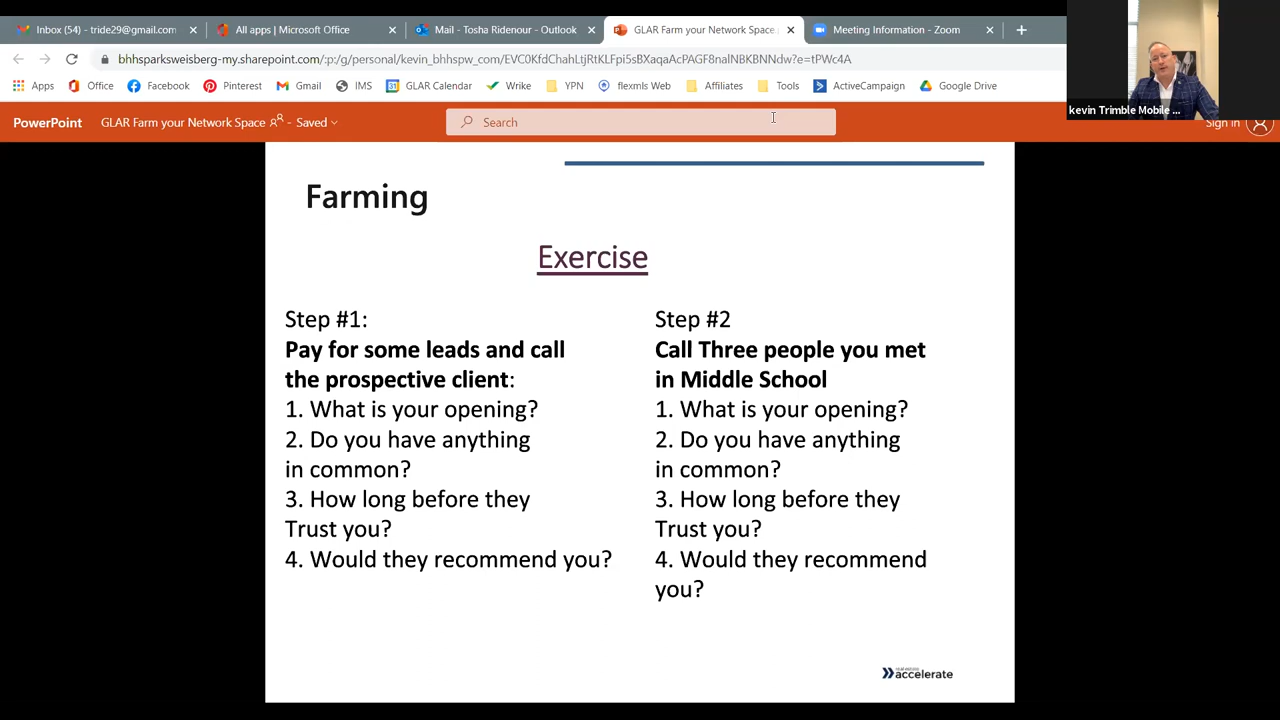 Inbox (54) - tride29@gmail.com
All apps | Microsoft Office
Mail - Tosha Ridenour - Outlook
GLAR Farm your Network Space.
Meeting Information - Zoom
bhhsparksweisberg-my.sharepoint.com/:p:/g/personal/kevin_bhhspw_com/EVC0KfdChahLtjRtKLFpi5sBXaqaAcPAGF8nalNBKBNNdw?e=tPWc4A
Apps Office Facebook Pinterest Gmail IMS GLAR Calendar Wrike YPN flexmls Web Affiliates Tools ActiveCampaign Google Drive
kevin Trimble Mobile ...
PowerPoint GLAR Farm your Network Space - Saved Search Sign in
Farming
Exercise
Step #1:
Pay for some leads and call
the prospective client:
1. What is your opening?
2. Do you have anything
in common?
3. How long before they
Trust you?
4. Would they recommend you?
Step #2
Call Three people you met
in Middle School
1. What is your opening?
2. Do you have anything
in common?
3. How long before they
Trust you?
4. Would they recommend
you?
accelerate